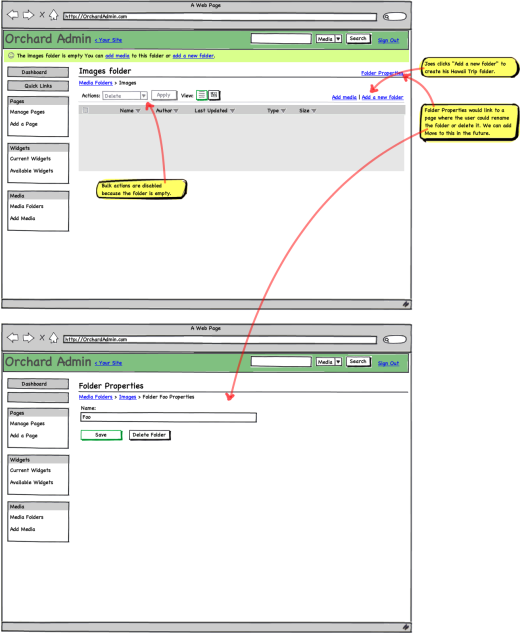 A Web Page
http://OrchardAdmin.com
Orchard Admin < Your Site Media Search Sign Out
The Images folder is empty You can add media to this folder or add a new folder.
Dashboard
Quick Links
Pages
Manage Pages
Add a Page
Widgets
Current Widgets
Available Widgets
Media
Media Folders
Add Media
Images folder
Folder Properties
Media Folders > Images
Actions: Delete Apply View:
Add media | Add a new folder
Name Author Last Updated Type Size
Bulk actions are disabled
because the folder is empty.
Joes clicks "Add a new folder" to
create his Hawaii Trip folder.
Folder Properties would link to a
page where the user could rename
the folder or delete it. We can add
Move to this in the future.
A Web Page
http://OrchardAdmin.com
Orchard Admin < Your Site Media Search Sign Out
Dashboard
Pages
Manage Pages
Add a Page
Widgets
Current Widgets
Available Widgets
Media
Media Folders
Add Media
Folder Properties
Media Folders > Images > Folder Foo Properties
Name:
Foo
Save Delete Folder